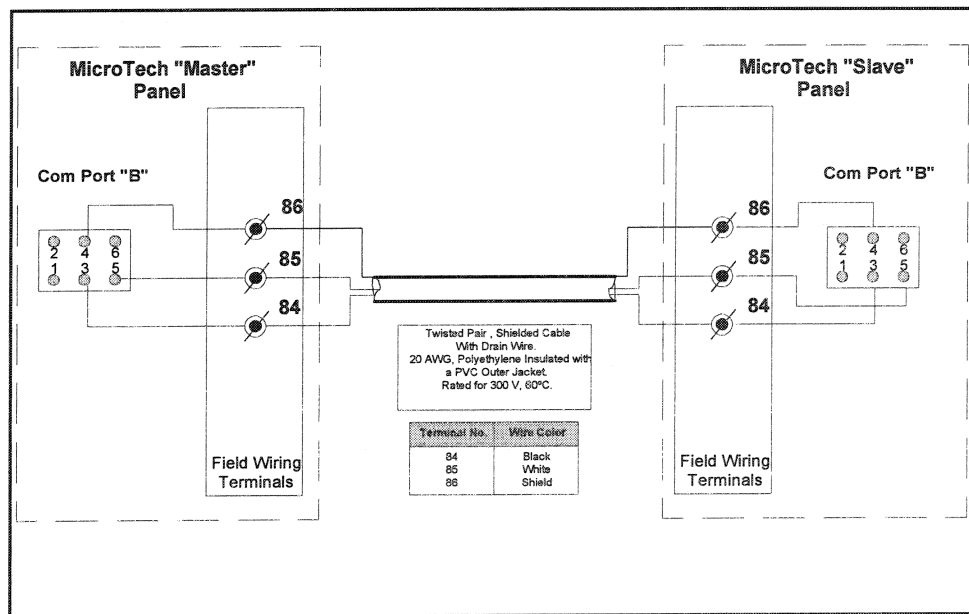 MicroTech "Master"
Panel
Com Port "B"
2 4 6
1 3 5
86
85
84
Field Wiring
Terminals
Twisted Pair , Shielded Cable
With Drain Wire.
20 AWG, Polyethylene Insulated with
a PVC Outer Jacket.
Rated for 300 V, 60°C.
Terminal No. Wire Color
84 Black
85 White
86 Shield
MicroTech "Slave"
Panel
Com Port "B"
86
85
84
2 4 6
1 3 5
Field Wiring
Terminals